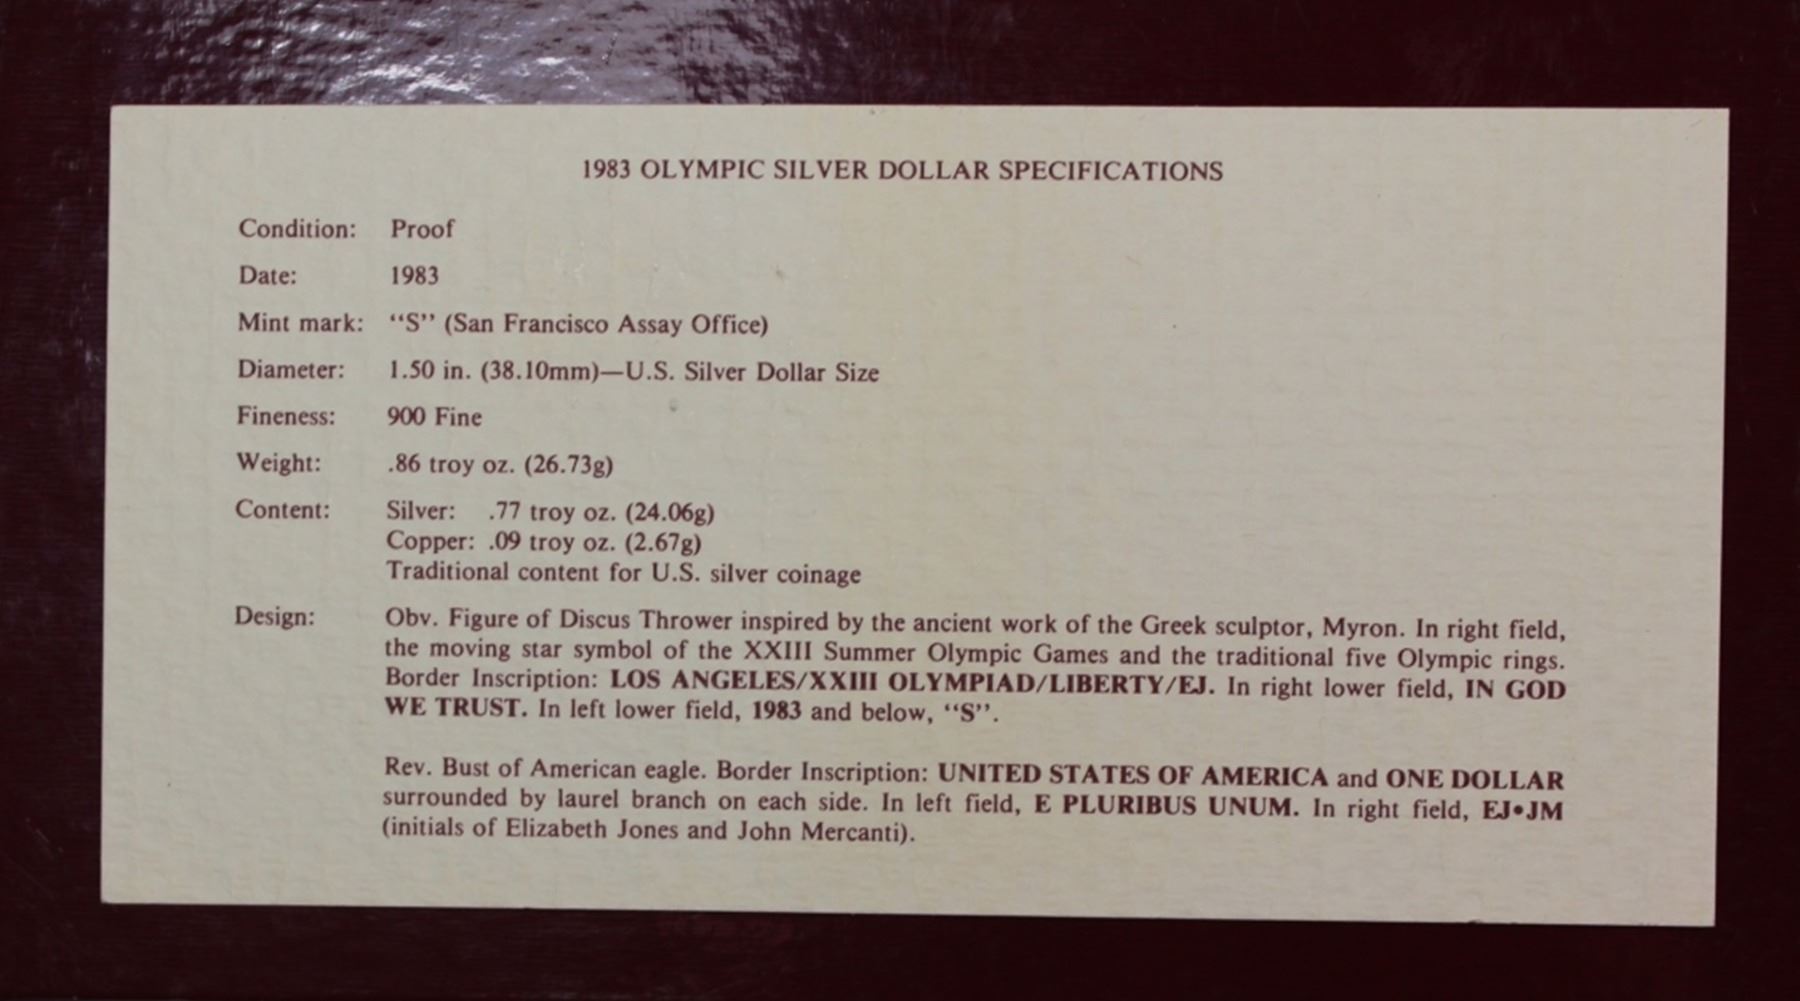 1983 OLYMPIC SILVER DOLLAR SPECIFICATIONS
Condition: Proof
Date: 1983
Mint mark: “S” (San Francisco Assay Office)
Diameter: 1.50 in. (38.10mm)—U.S. Silver Dollar Size
Fineness: 900 Fine
Weight: .86 troy oz. (26.73g)
Content: Silver: .77 troy oz. (24.06g)
Copper: .09 troy oz. (2.67g)
Traditional content for U.S. silver coinage
Design: Obv. Figure of Discus Thrower inspired by the ancient work of the Greek sculptor, Myron. In right field,
the moving star symbol of the XXIII Summer Olympic Games and the traditional five Olympic rings.
Border Inscription: LOS ANGELES/XXIII OLYMPIAD/LIBERTY/EJ. In right lower field, IN GOD
WE TRUST. In left lower field, 1983 and below, “S”.
Rev. Bust of American eagle. Border Inscription: UNITED STATES OF AMERICA and ONE DOLLAR
surrounded by laurel branch on each side. In left field, E PLURIBUS UNUM. In right field, EJ•JM
(initials of Elizabeth Jones and John Mercanti).